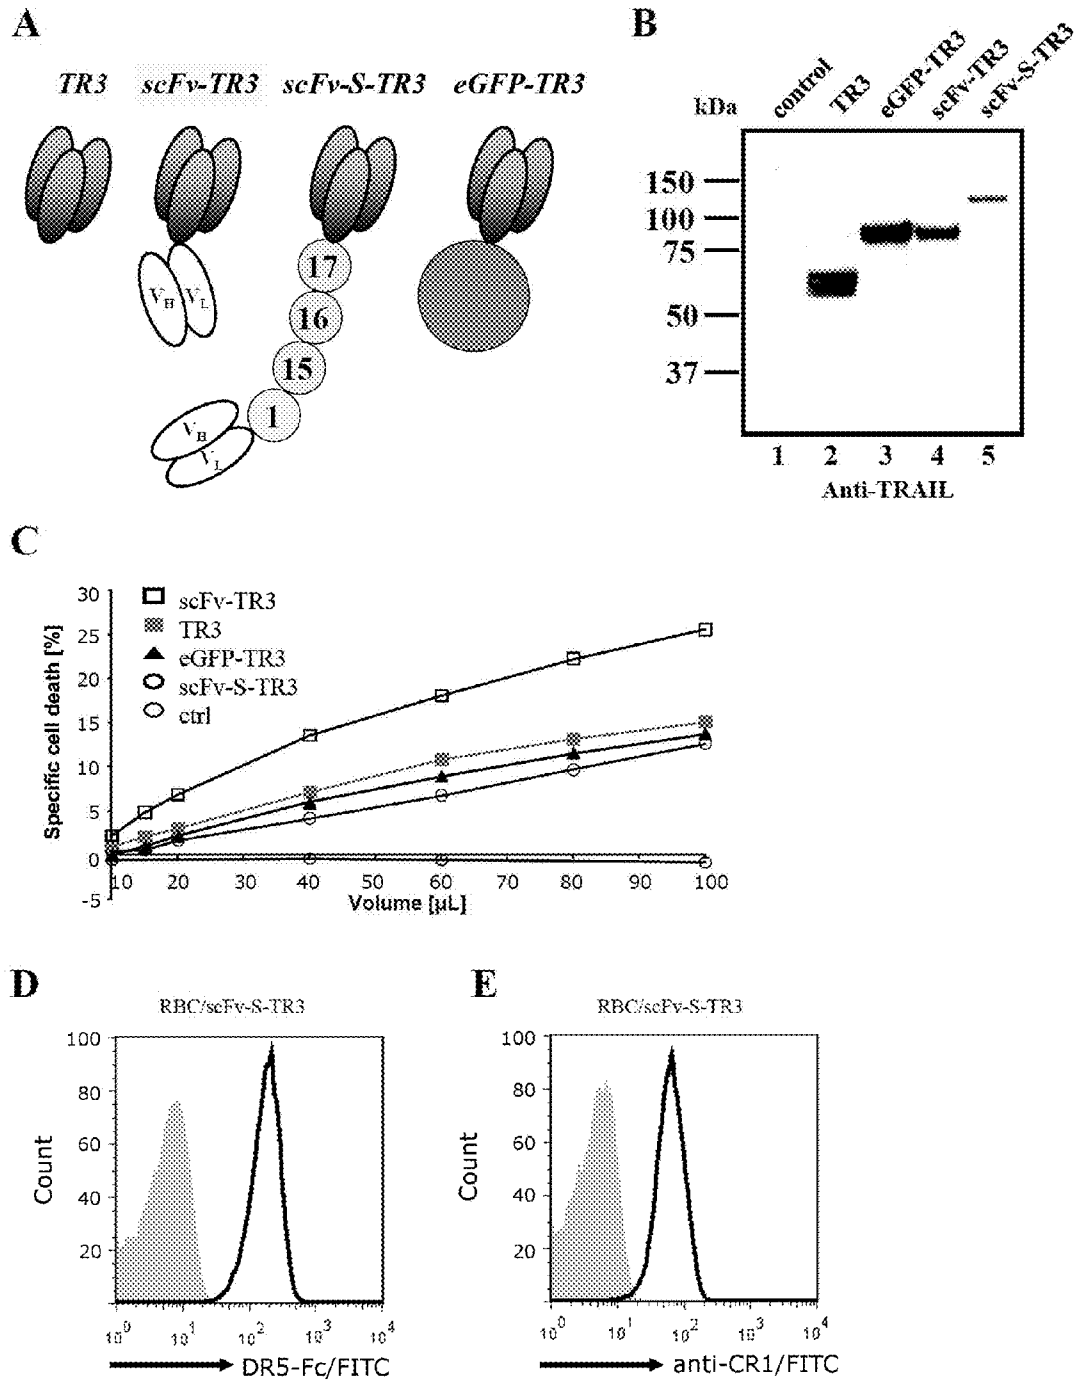 A
TR3 scFv-TR3 scFv-S-TR3 eGFP-TR3
VH VL
17
16
15
1
VH
VL
B
kDa
control
TR3
eGFP-TR3
scFv-TR3
scFv-S-TR3
150
100
75
50
37
1 2 3 4 5
Anti-TRAIL
C
Specific cell death [%]
30
25
20
15
10
5
0
-5
scFv-TR3
TR3
eGFP-TR3
scFv-S-TR3
ctrl
10 20 30 40 50 60 70 80 90 100
Volume [µL]
D
RBC/scFv-S-TR3
Count
100
80
60
40
20
10^0 10^1 10^2 10^3 10^4
DR5-Fc/FITC
E
RBC/scFv-S-TR3
Count
100
80
60
40
20
10^0 10^1 10^2 10^3 10^4
anti-CR1/FITC